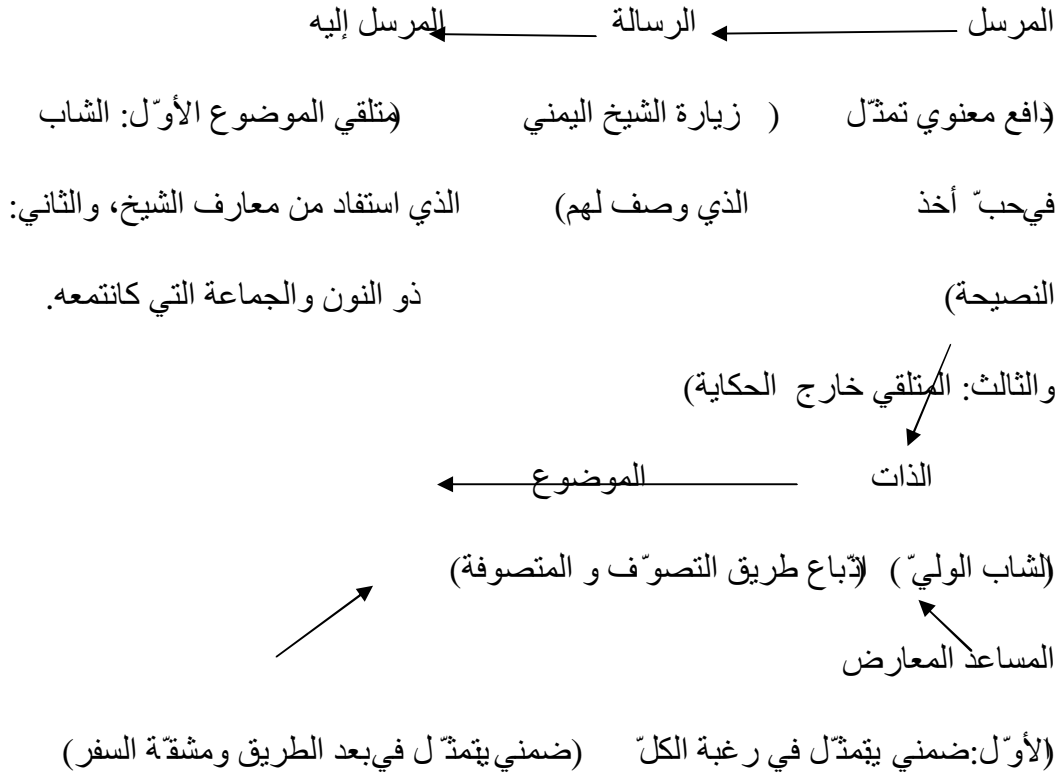 المرسل الرسالة المرسل إليه
(دافع معنوي تمثّل ( زيارة الشيخ اليمني (متلقي الموضوع الأوّل: الشاب
في حبّ أخذ الذي وصف لهم) الذي استفاد من معارف الشيخ، والثاني:
النصيحة) ذو النون والجماعة التي كانتمعه.
والثالث: المتلقي خارج الحكاية)
الذات الموضوع
(الشاب الوليّ) (اتّباع طريق التصوّف و المتصوفة)
المساعد المعارض
(الأوّل:ضمني يتمثّل في رغبة الكلّ (ضمني يتمثّل في بعد الطريق ومشقّة السفر)